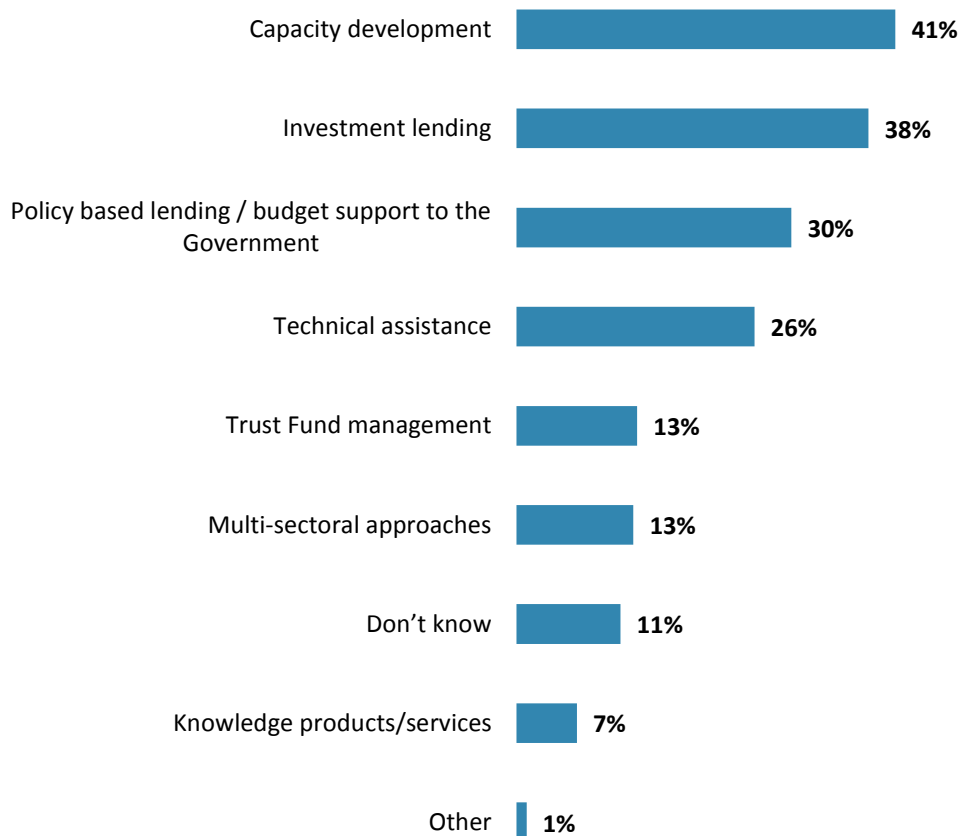 Capacity development 41%
Investment lending 38%
Policy based lending / budget support to the
Government 30%
Technical assistance 26%
Trust Fund management 13%
Multi-sectoral approaches 13%
Don’t know 11%
Knowledge products/services 7%
Other 1%